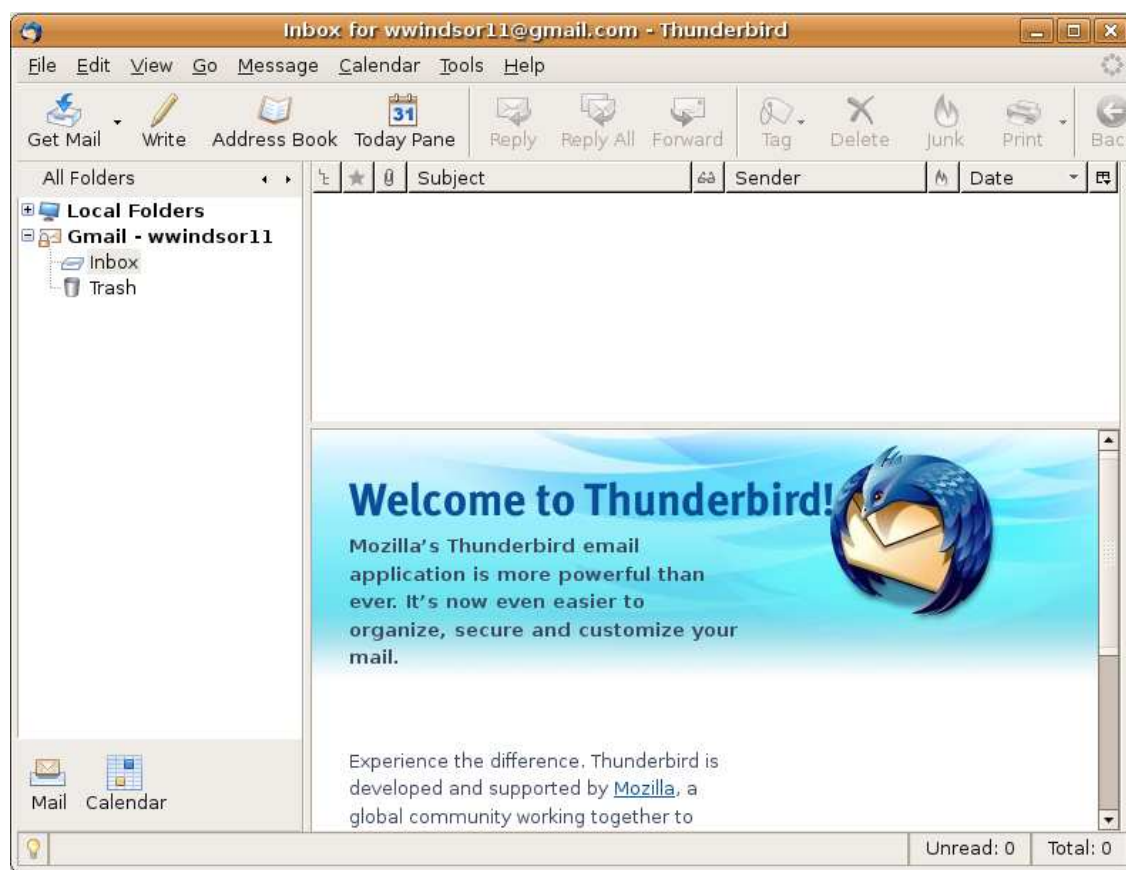 Inbox for wwindsor11@gmail.com - Thunderbird
File Edit View Go Message Calendar Tools Help
Get Mail Write Address Book 31 Today Pane Reply Reply All Forward Tag Delete Junk Print Bac
All Folders Subject Sender Date
Local Folders
Gmail - wwindsor11
Inbox
Trash
Welcome to Thunderbird!
Mozilla's Thunderbird email
application is more powerful than
ever. It's now even easier to
organize, secure and customize your
mail.
Experience the difference. Thunderbird is
developed and supported by Mozilla, a
global community working together to
Mail Calendar
Unread: 0 Total: 0